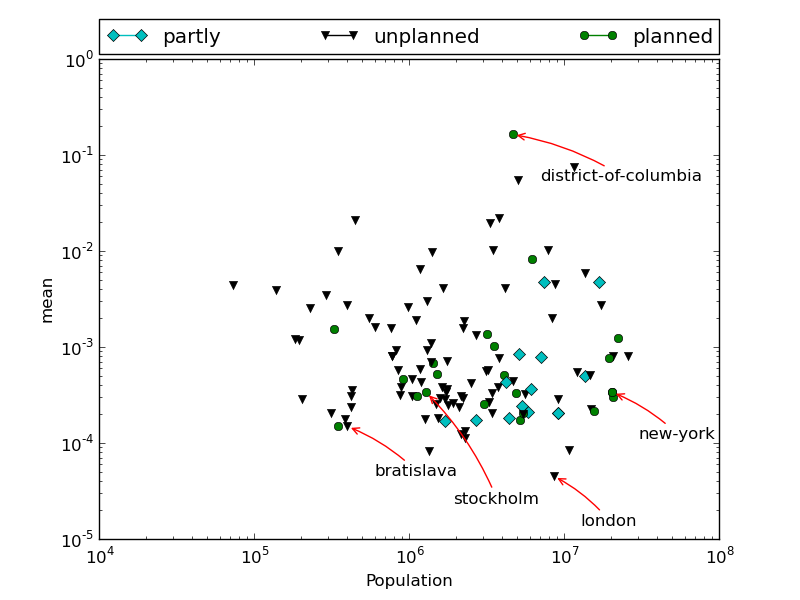 partly unplanned planned
10^0
10^-1
10^-2
10^-3
10^-4
10^-5
mean
district-of-columbia
new-york
bratislava
stockholm
london
10^4 10^5 10^6 10^7 10^8
Population